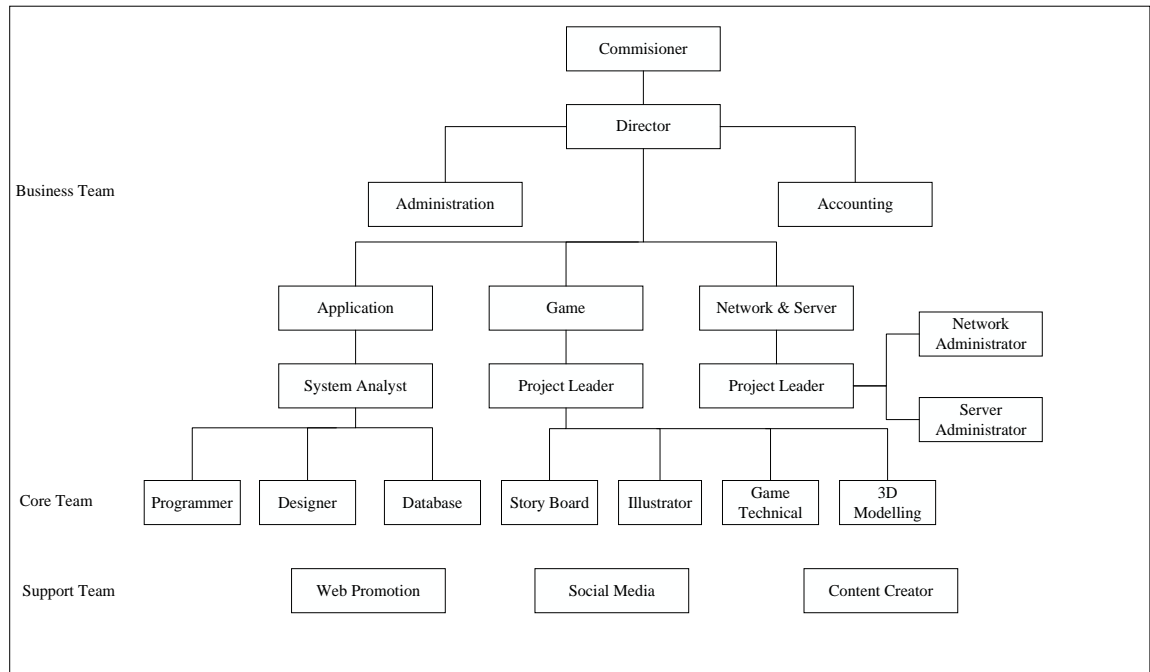 Commisioner
Director
Business Team
Administration
Accounting
Application
Game
Network & Server
Network
Administrator
System Analyst
Project Leader
Project Leader
Server
Administrator
Core Team
Programmer
Designer
Database
Story Board
Illustrator
Game
Technical
3D
Modelling
Support Team
Web Promotion
Social Media
Content Creator